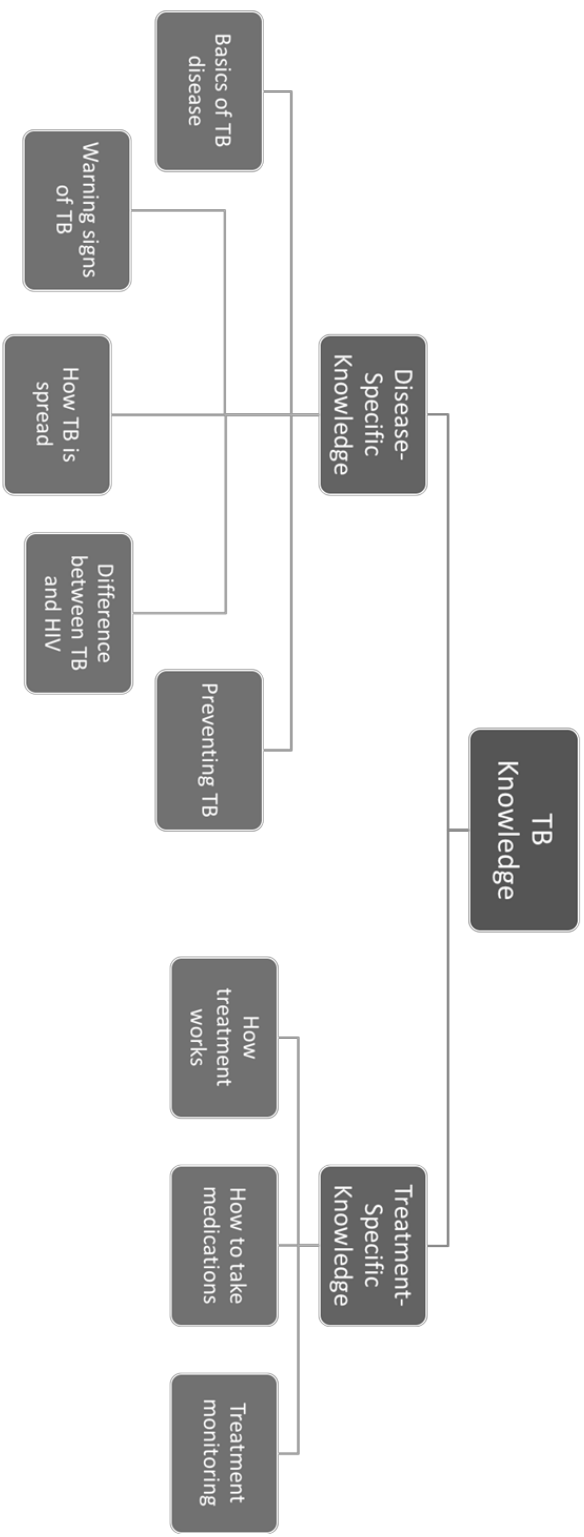 TB
Knowledge
Disease-
Specific
Knowledge
Treatment-
Specific
Knowledge
Basics of TB
disease
Warning signs
of TB
How TB is
spread
Difference
between TB
and HIV
Preventing TB
How
treatment
works
How to take
medications
Treatment
monitoring